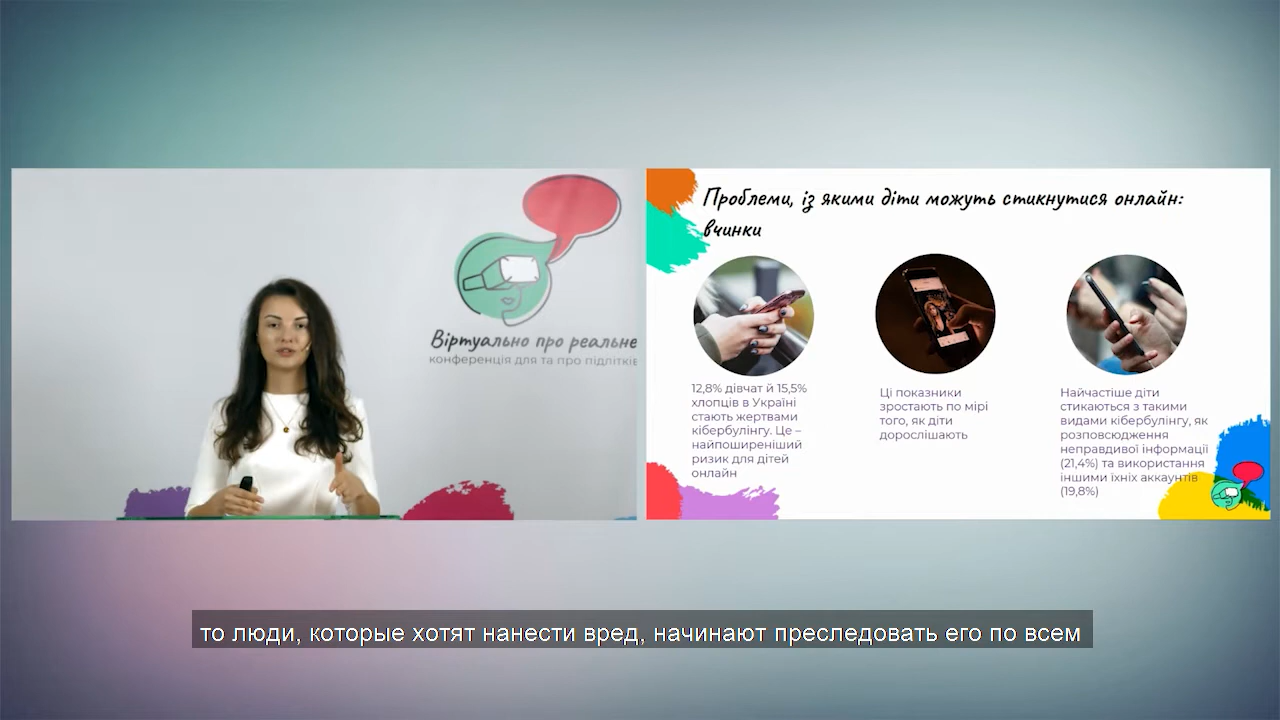 Віртуально про реальне
конференція для та про підлітків
Проблеми, із якими діти можуть стикнутися онлайн:
вчинки
12,8% дівчат й 15,5%
хлопців в Україні
стають жертвами
кібербулінгу. Це –
найпоширеніший
ризик для дітей
онлайн
Ці показники
зростають по мірі
того, як діти
дорослішають
Найчастіше діти
стикаються з такими
видами кібербулінгу, як
розповсюдження
неправдивої інформації
(21,4%) та використання
іншими їхніх аккаунтів
(19,8%)
то люди, которые хотят нанести вред, начинают преследовать его по всем